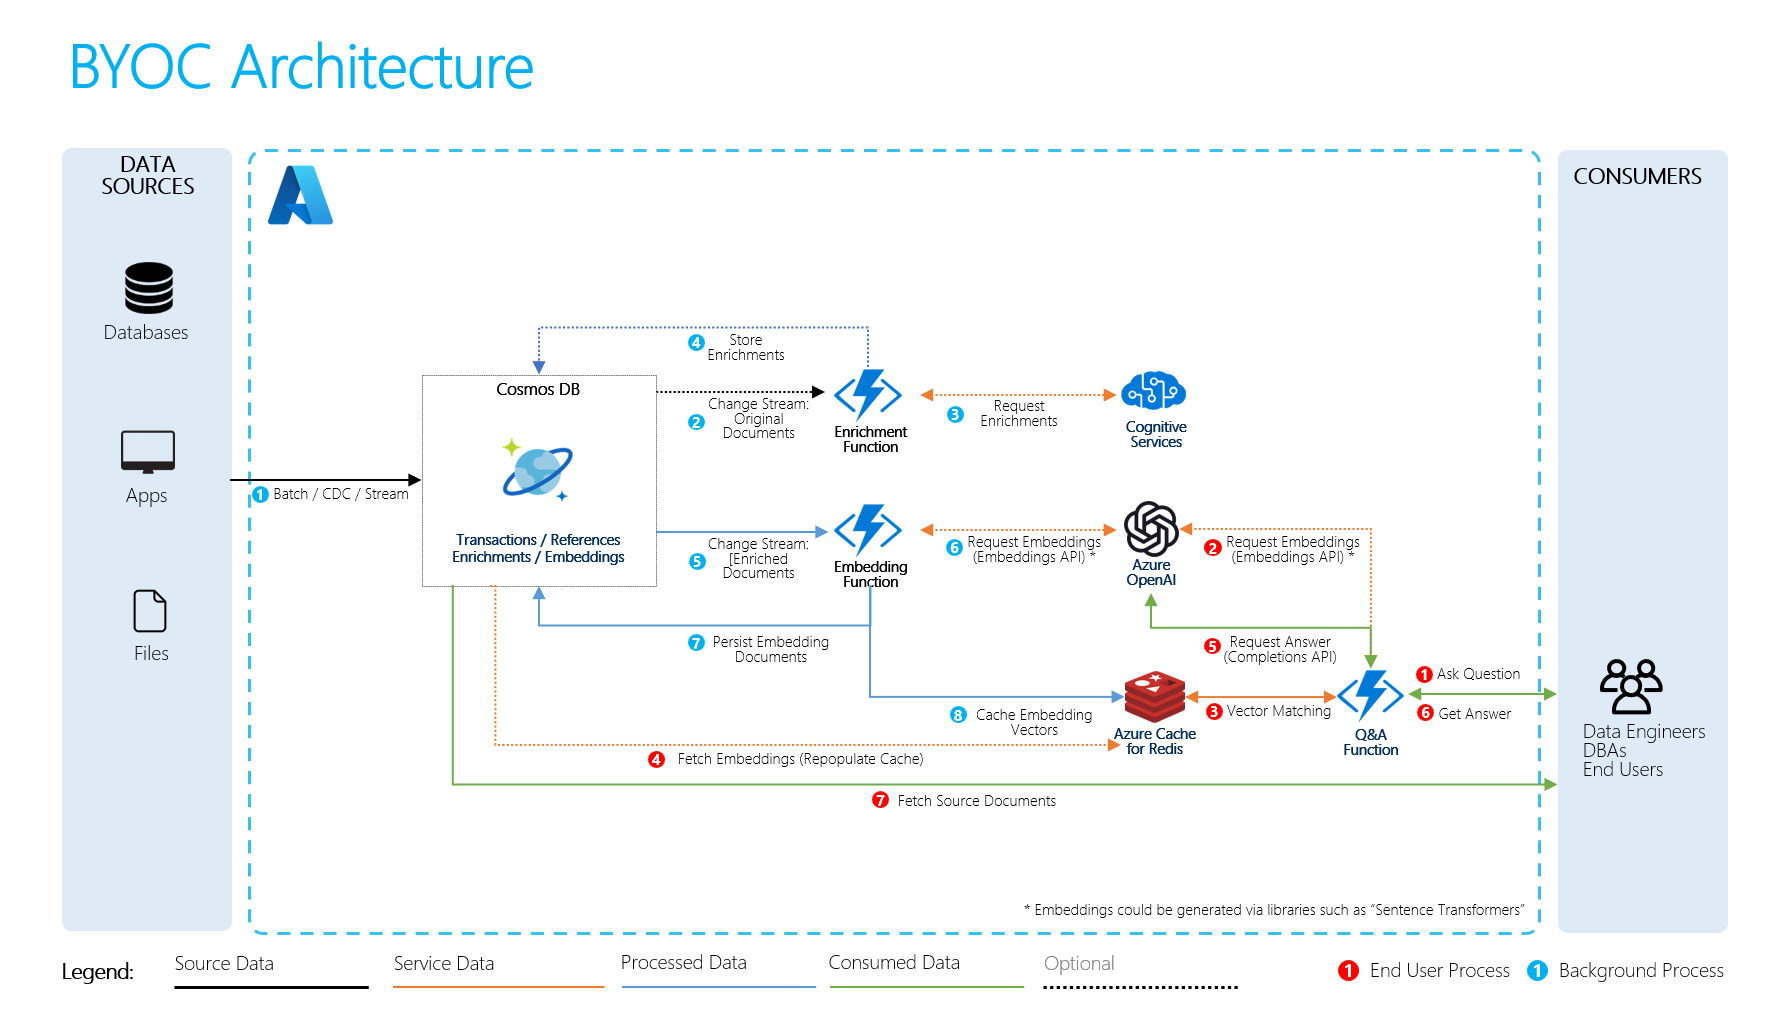 BYOC Architecture
DATA
SOURCES
Databases
Apps
Files
1 Batch / CDC / Stream
Cosmos DB
Transactions / References
Enrichments / Embeddings
4 Store
Enrichments
2 Change Stream:
Original
Documents
Enrichment
Function
3 Request
Enrichments
Cognitive
Services
5 Change Stream:
[Enriched
Documents
Embedding
Function
6 Request Embeddings
(Embeddings API) *
Azure
OpenAI
2 Request Embeddings
(Embeddings API) *
7 Persist Embedding
Documents
5 Request Answer
(Completions API)
8 Cache Embedding
Vectors
Azure Cache
for Redis
3 Vector Matching
Q&A
Function
1 Ask Question
6 Get Answer
4 Fetch Embeddings (Repopulate Cache)
7 Fetch Source Documents
* Embeddings could be generated via libraries such as “Sentence Transformers”
CONSUMERS
Data Engineers
DBAs
End Users
Legend:
Source Data
Service Data
Processed Data
Consumed Data
Optional
1 End User Process
1 Background Process